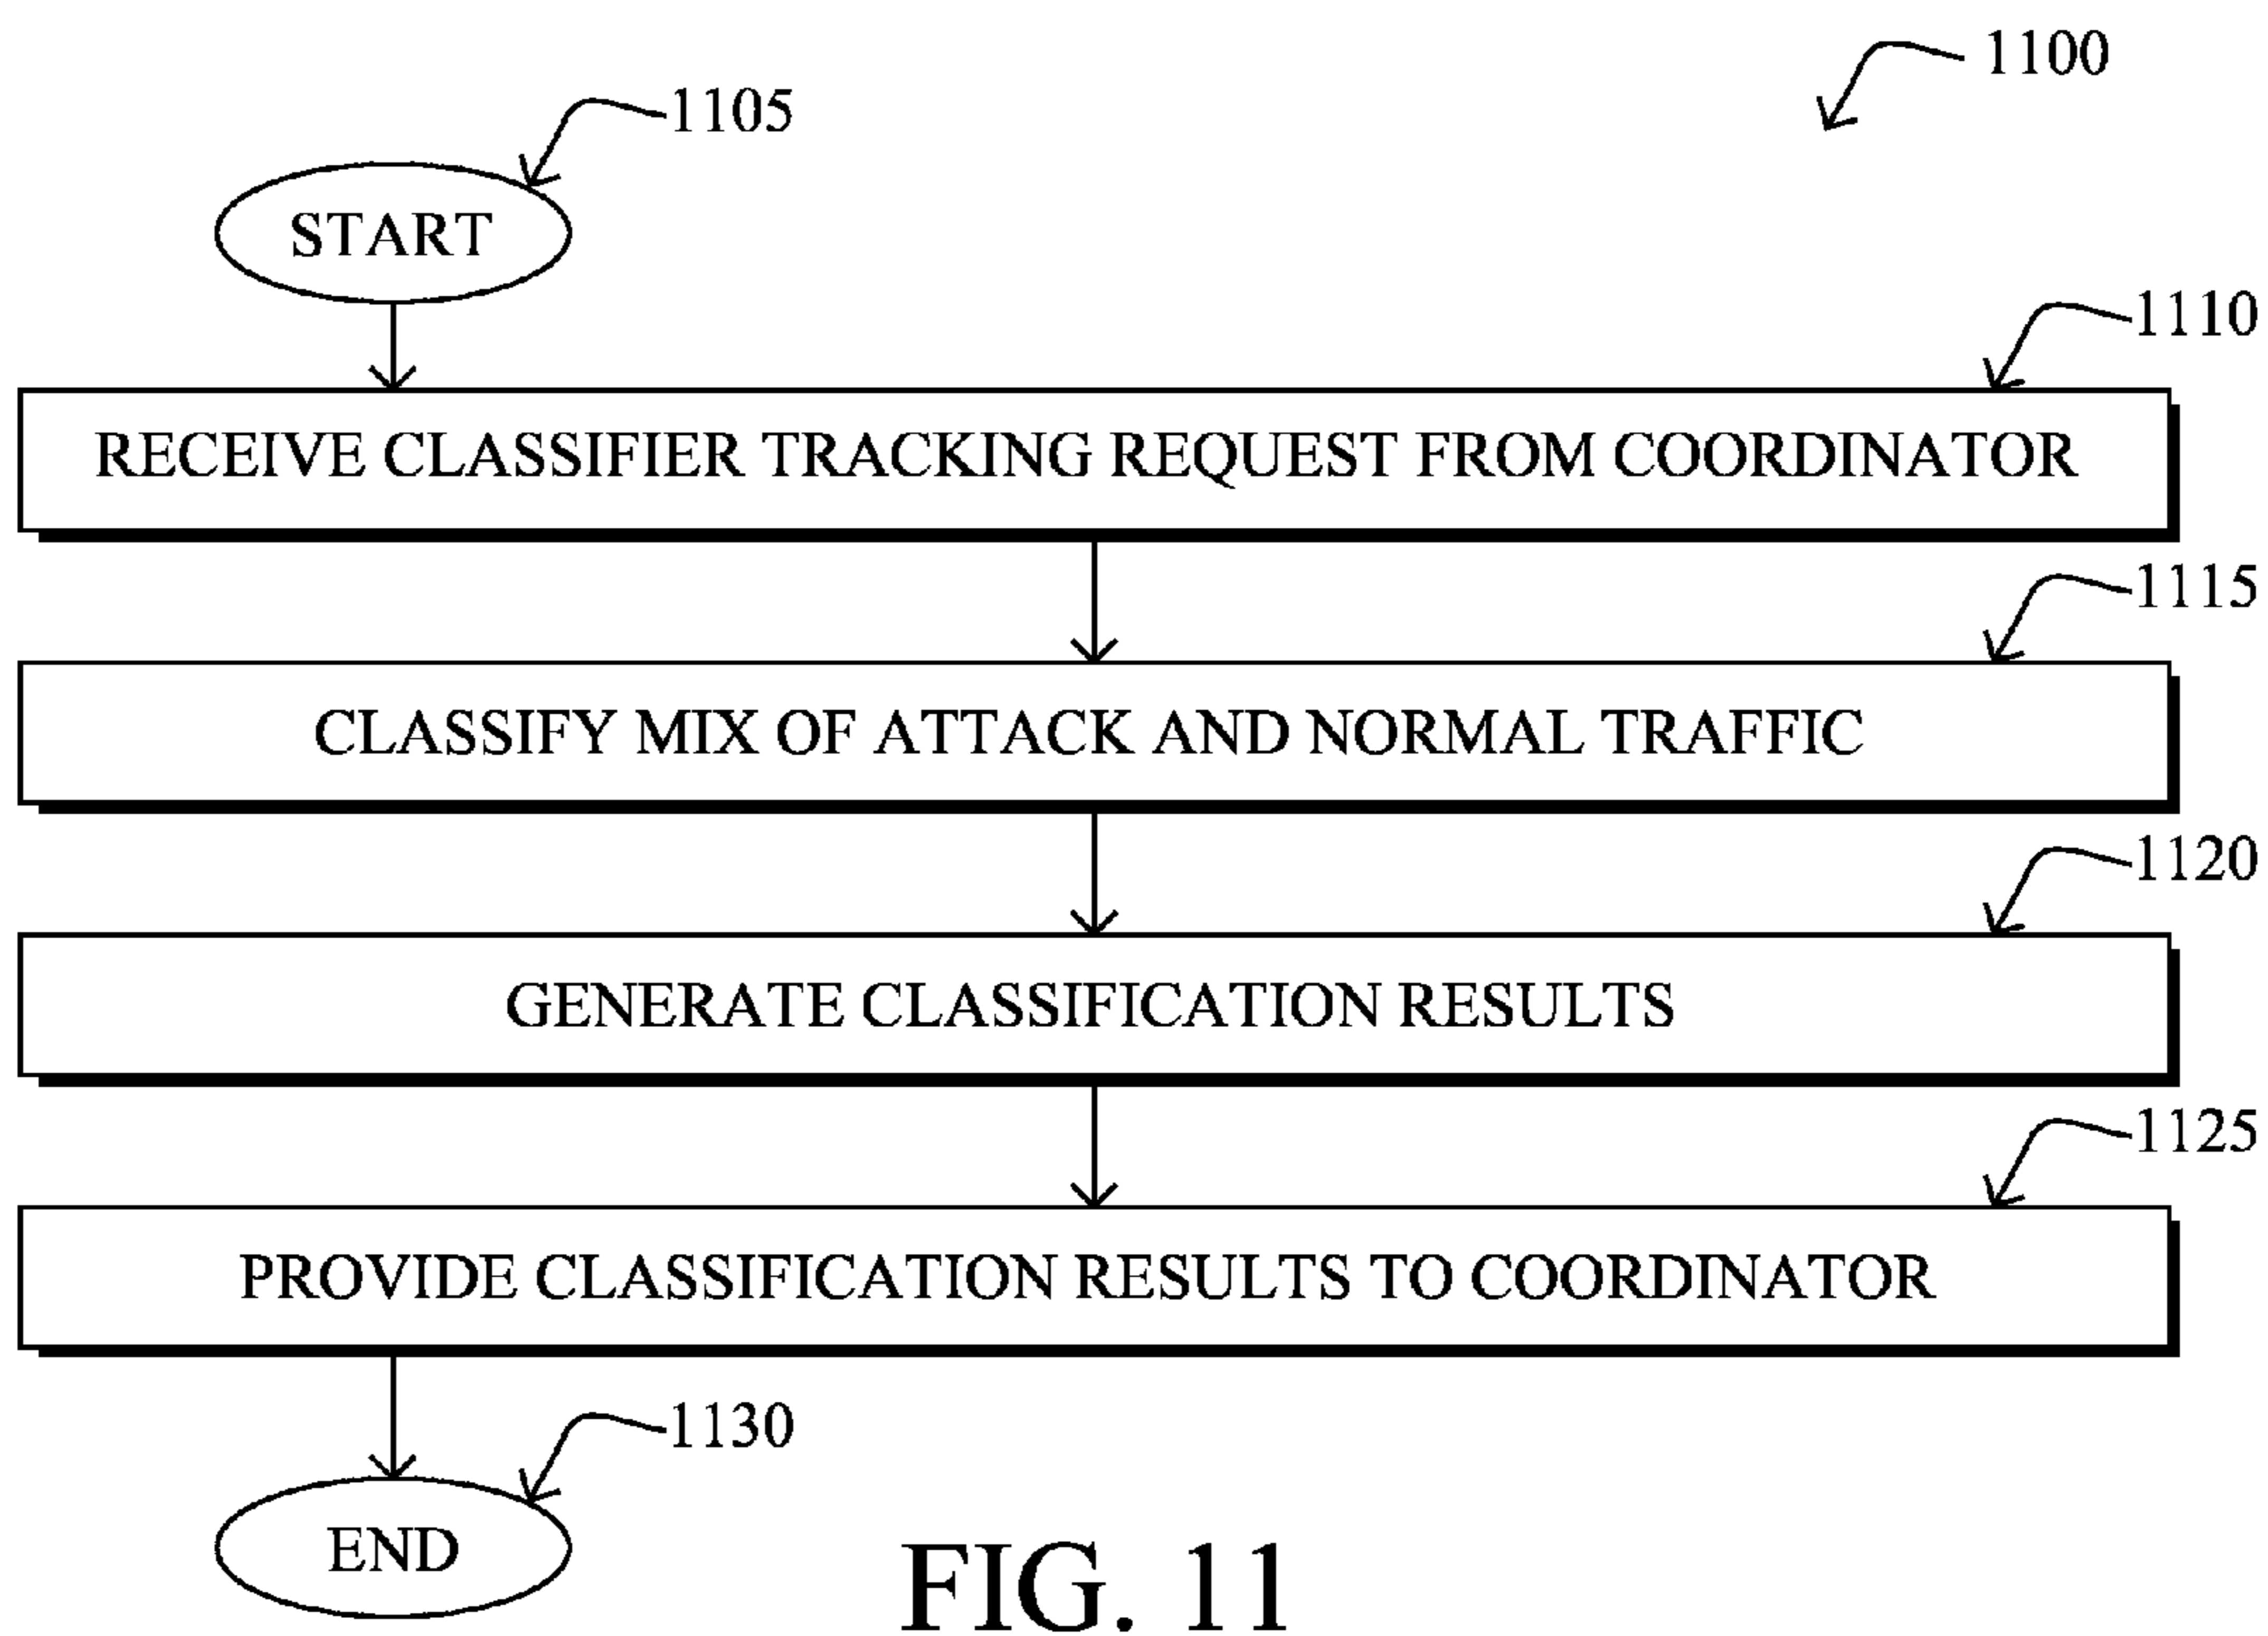 1100
1105
START
1110
RECEIVE CLASSIFIER TRACKING REQUEST FROM COORDINATOR
1115
CLASSIFY MIX OF ATTACK AND NORMAL TRAFFIC
1120
GENERATE CLASSIFICATION RESULTS
1125
PROVIDE CLASSIFICATION RESULTS TO COORDINATOR
1130
END
FIG. 11